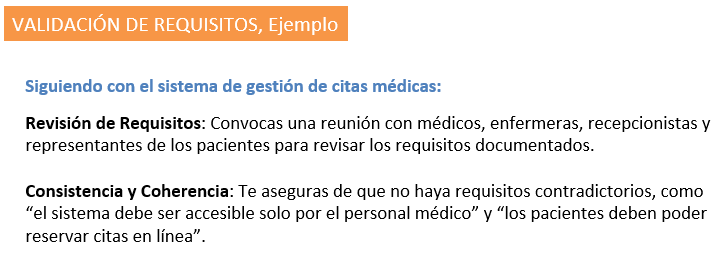 VALIDACIÓN DE REQUISITOS, Ejemplo
Siguiendo con el sistema de gestión de citas médicas:
Revisión de Requisitos: Convocas una reunión con médicos, enfermeras, recepcionistas y
representantes de los pacientes para revisar los requisitos documentados.
Consistencia y Coherencia: Te aseguras de que no haya requisitos contradictorios, como
“el sistema debe ser accesible solo por el personal médico” y “los pacientes deben poder
reservar citas en línea”.